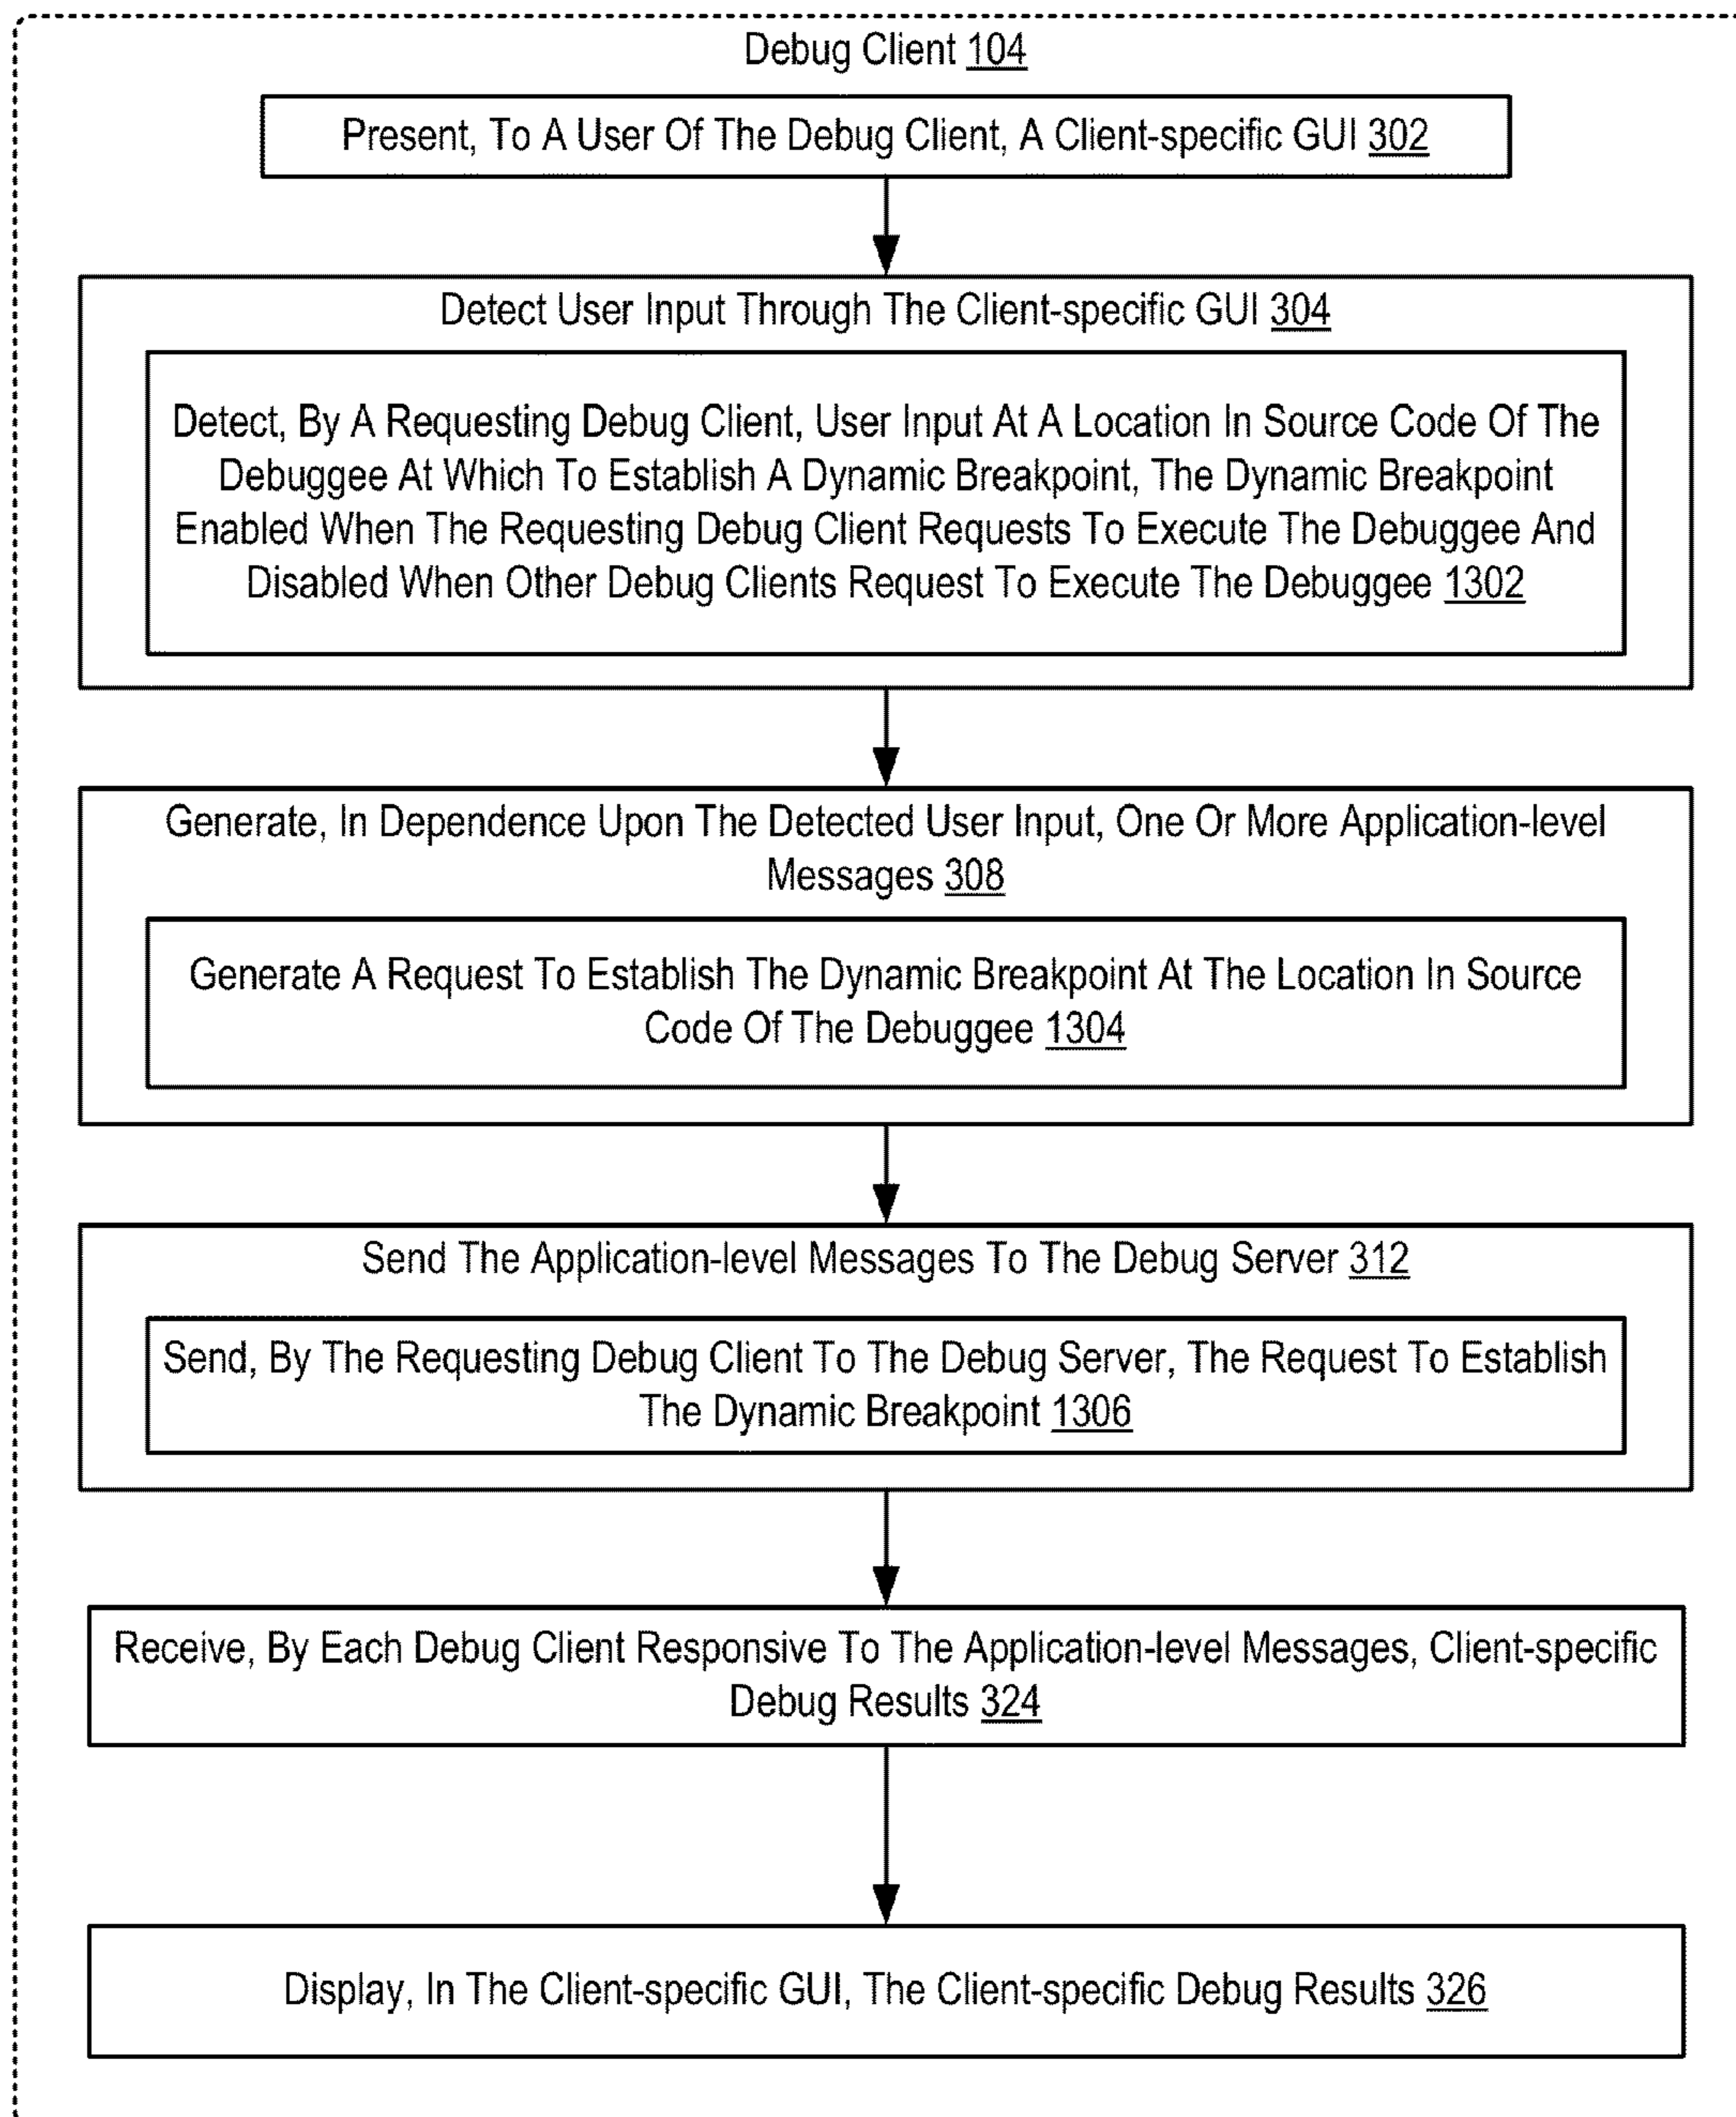 Debug Client 104
Present, To A User Of The Debug Client, A Client-specific GUI 302
Detect User Input Through The Client-specific GUI 304
Detect, By A Requesting Debug Client, User Input At A Location In Source Code Of The
Debuggee At Which To Establish A Dynamic Breakpoint, The Dynamic Breakpoint
Enabled When The Requesting Debug Client Requests To Execute The Debuggee And
Disabled When Other Debug Clients Request To Execute The Debuggee 1302
Generate, In Dependence Upon The Detected User Input, One Or More Application-level
Messages 308
Generate A Request To Establish The Dynamic Breakpoint At The Location In Source
Code Of The Debuggee 1304
Send The Application-level Messages To The Debug Server 312
Send, By The Requesting Debug Client To The Debug Server, The Request To Establish
The Dynamic Breakpoint 1306
Receive, By Each Debug Client Responsive To The Application-level Messages, Client-specific
Debug Results 324
Display, In The Client-specific GUI, The Client-specific Debug Results 326